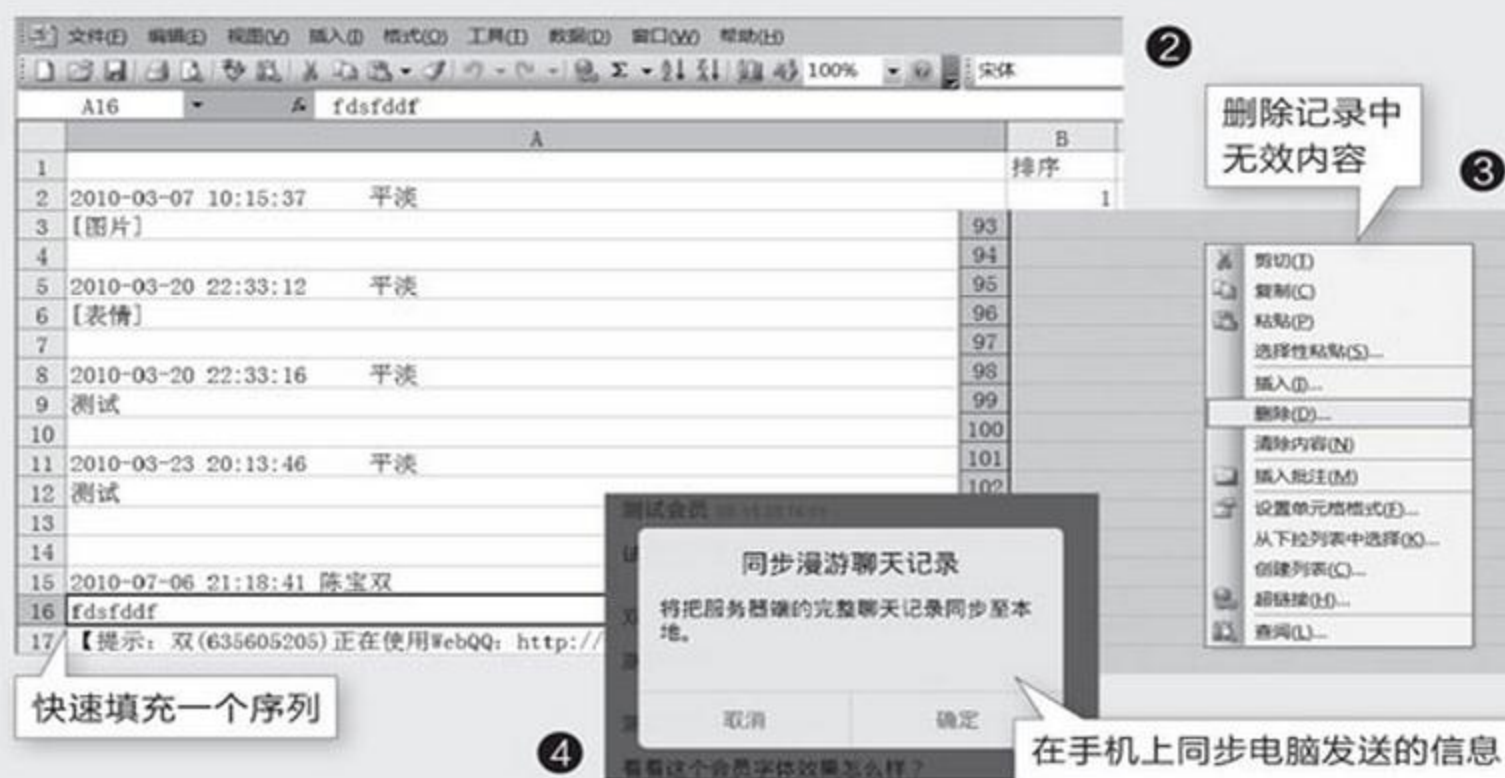 文件(F) 编辑(E) 视图(V) 插入(I) 格式(O) 工具(T) 数据(D) 窗口(W) 帮助(H)
100% 宋体
A16 fdsfddf
A B
1 排序
2 2010-03-07 10:15:37 平淡 1
3 [图片]
4
5 2010-03-20 22:33:12 平淡
6 [表情]
7
8 2010-03-20 22:33:16 平淡
9 测试
10
11 2010-03-23 20:13:46 平淡
12 测试
13
14
15 2010-07-06 21:18:41 陈宝双
16 fdsfddf
17 【提示：双(635605205)正在使用WebQQ：http://
快速填充一个序列
❷
删除记录中
无效内容
❸
93
94
95
96
97
98
99
100
101
102
剪切(T)
复制(C)
粘贴(P)
选择性粘贴(S)...
插入(I)...
删除(D)...
清除内容(N)
插入批注(M)
设置单元格格式(F)...
从下拉列表中选择(K)...
创建列表(C)...
超链接(H)...
查阅(L)...
❹
测试会员
同步漫游聊天记录
将把服务器端的完整聊天记录同步至本
地。
取消 确定
看看这个会员字体效果怎么样？
在手机上同步电脑发送的信息